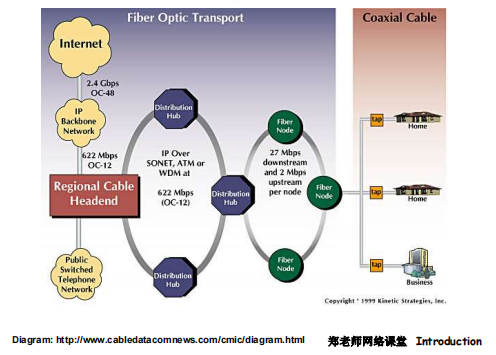 Fiber Optic Transport
Coaxial Cable
Internet
2.4 Gbps
OC-48
IP
Backbone
Network
622 Mbps
OC-12
Regional Cable
Headend
Public
Switched
Telephone
Network
Distribution
Hub
IP Over
SONET, ATM or
WDM at
622 Mbps
(OC-12)
Distribution
Hub
Distribution
Hub
Fiber
Node
27 Mbps
downstream
and 2 Mbps
upstream
per node
Fiber
Node
Fiber
Node
tap
Home
tap
Home
tap
Business
Copyright © 1999 Kinetic Strategies, Inc.
Diagram: http://www.cabledatacomnews.com/cmic/diagram.html
郑老师网络课堂 Introduction